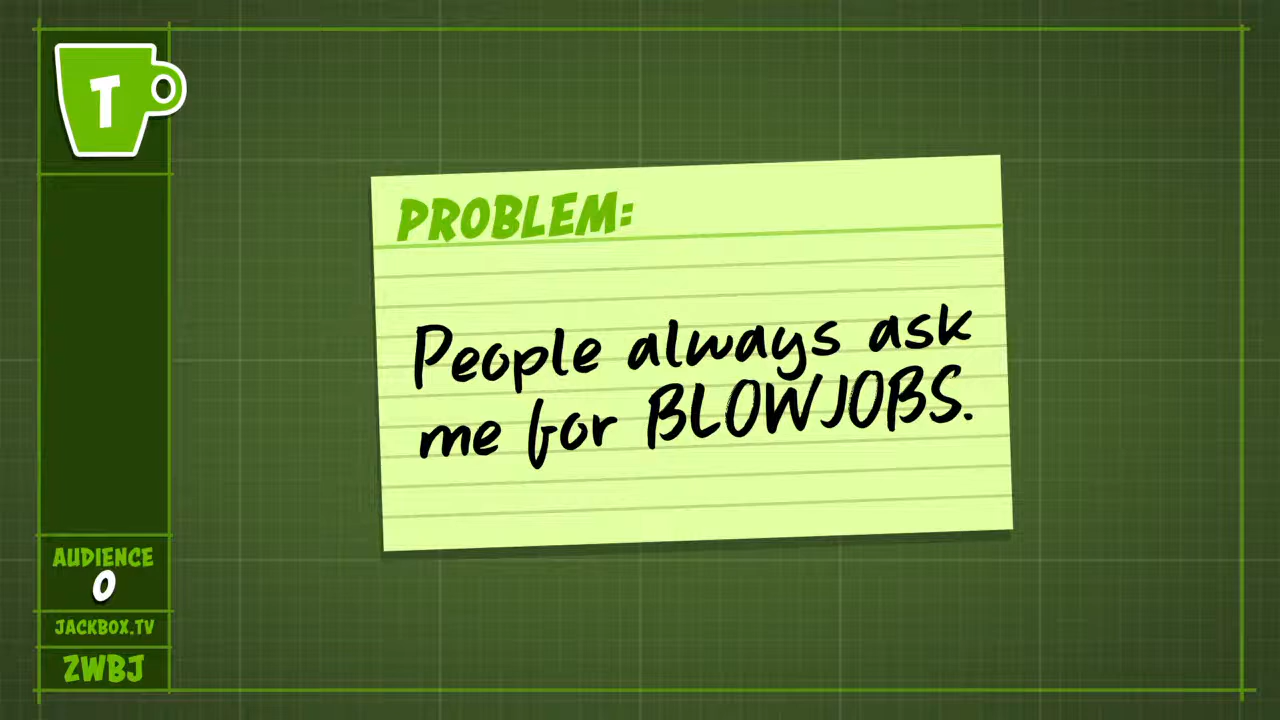 T
PROBLEM:
People always ask
me for BLOWJOBS.
AUDIENCE
0
JACKBOX.TV
ZWBJ